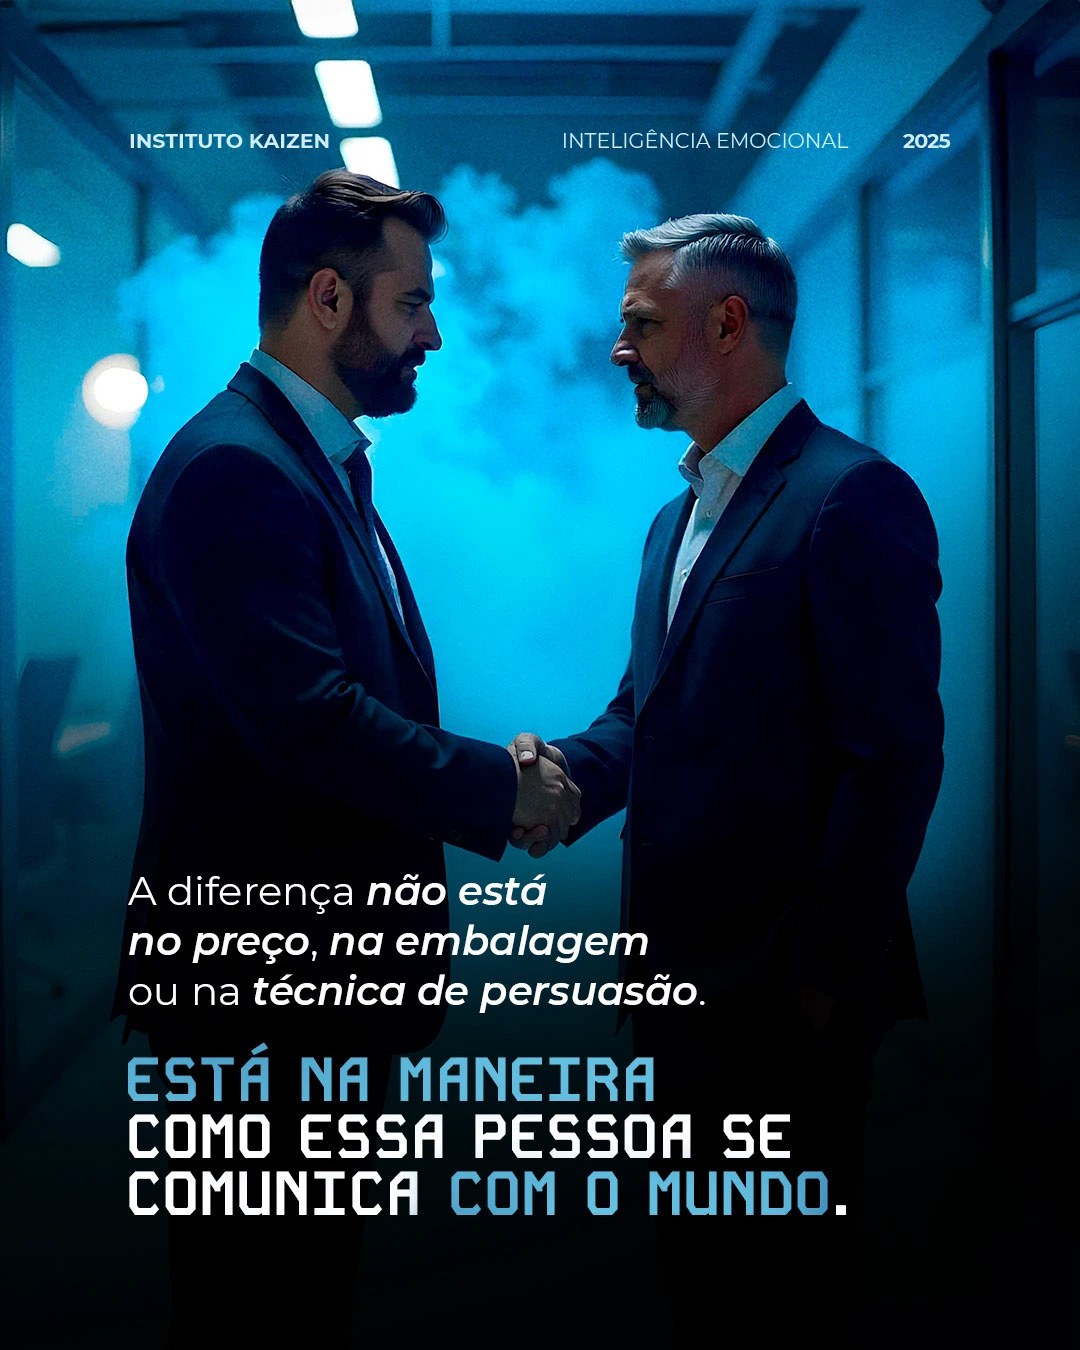 INSTITUTO KAIZEN
INTELIGÊNCIA EMOCIONAL
2025
A diferença não está
no preço, na embalagem
ou na técnica de persuasão.
ESTÁ NA MANEIRA
COMO ESSA PESSOA SE
COMUNICA COM O MUNDO.